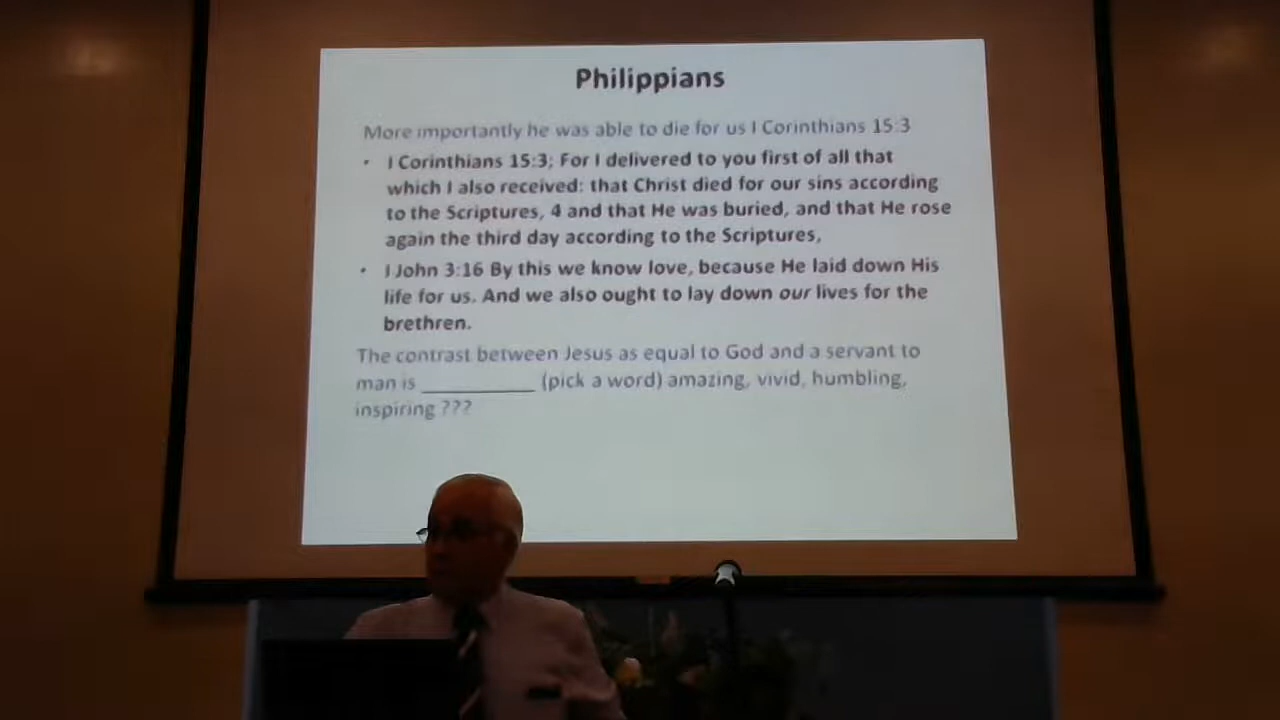 Philippians
More importantly he was able to die for us I Corinthians 15:3
• I Corinthians 15:3; For I delivered to you first of all that
which I also received: that Christ died for our sins according
to the Scriptures, 4 and that He was buried, and that He rose
again the third day according to the Scriptures,
• I John 3:16 By this we know love, because He laid down His
life for us. And we also ought to lay down our lives for the
brethren.
The contrast between Jesus as equal to God and a servant to
man is __________ (pick a word) amazing, vivid, humbling,
inspiring ???